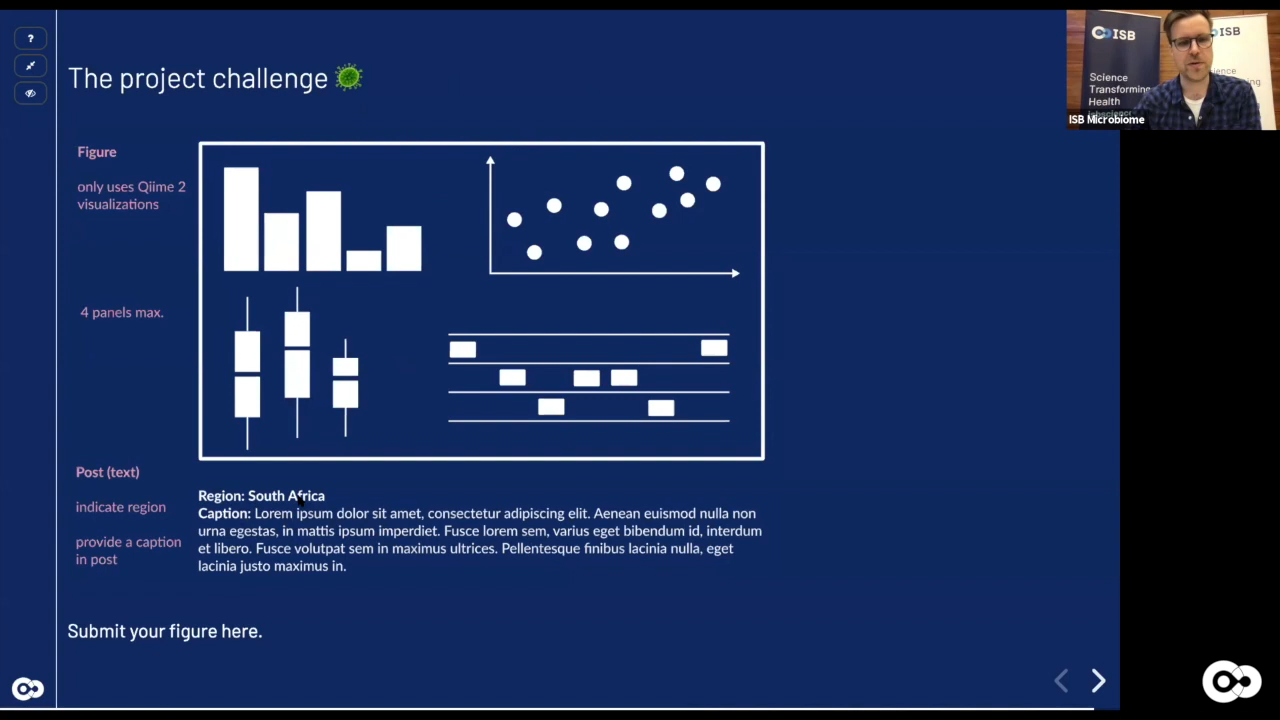 ?
The project challenge
Figure
only uses Qiime 2
visualizations
4 panels max.
Post (text)
indicate region
provide a caption
in post
Region: South Africa
Caption: Lorem ipsum dolor sit amet, consectetur adipiscing elit. Aenean euismod nulla non
urna egestas, in mattis ipsum imperdiet. Fusce lorem sem, varius eget bibendum id, interdum
et libero. Fusce volutpat sem in maximus ultrices. Pellentesque finibus lacinia nulla, eget
lacinia justo maximus in.
Submit your figure here.
ISB
ISB
Science
Transforming
Health
ISB Microbiome